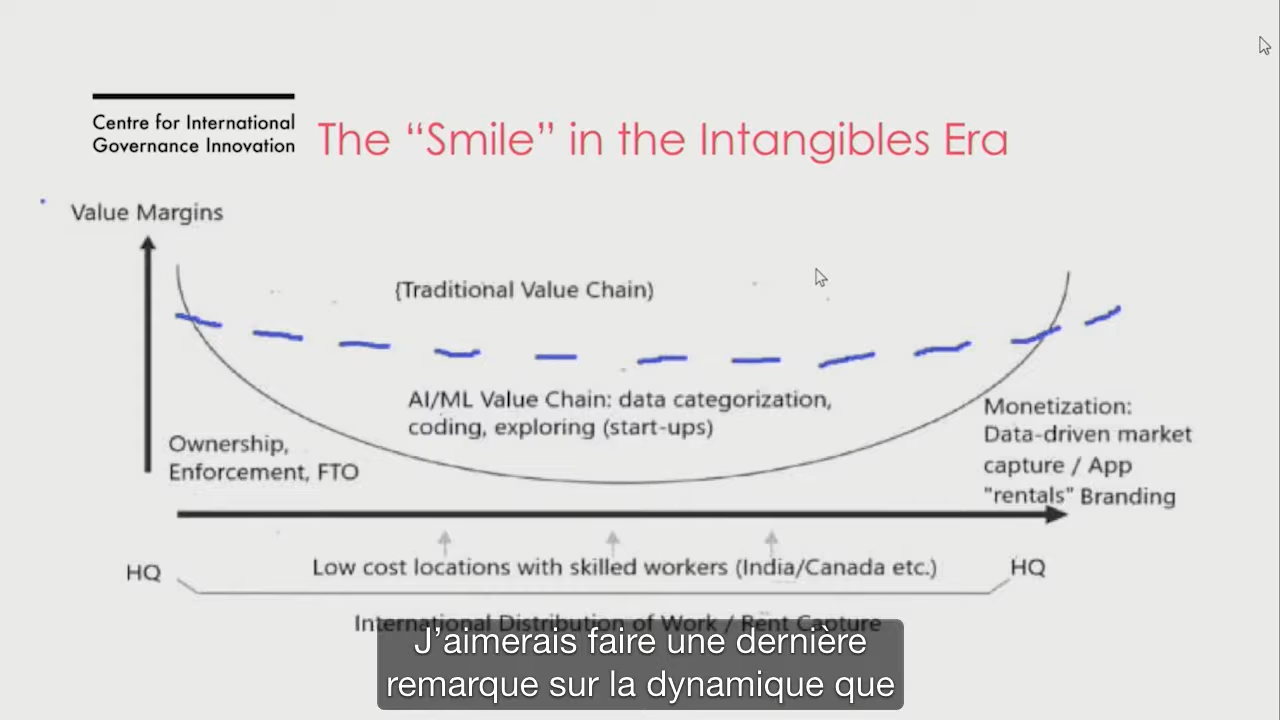 Centre for International
Governance Innovation
The “Smile” in the Intangibles Era
Value Margins
{Traditional Value Chain)
AI/ML Value Chain: data categorization,
coding, exploring (start-ups)
Ownership,
Enforcement, FTO
Monetization:
Data-driven market
capture / App
"rentals" Branding
HQ
Low cost locations with skilled workers (India/Canada etc.)
HQ
International Distribution of Work / Rent Capture
J’aimerais faire une dernière
remarque sur la dynamique que